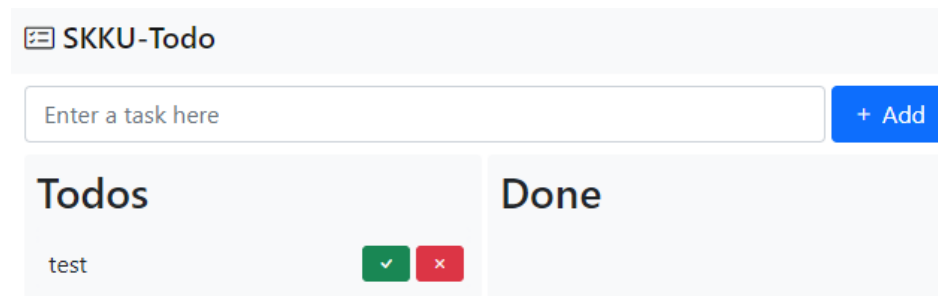 SKKU-Todo
Enter a task here
+ Add
Todos
Done
test